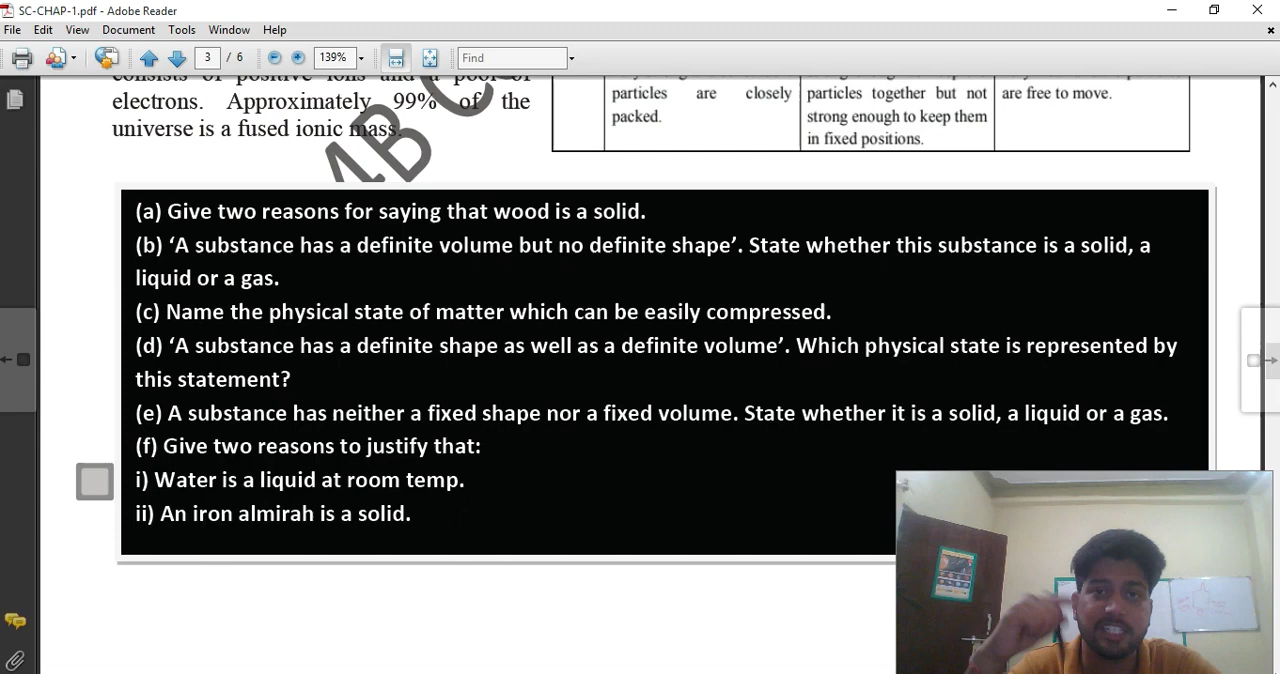 SC-CHAP-1.pdf - Adobe Reader
File Edit View Document Tools Window Help
3 / 6 139% Find
consists of positive ions and a pool of
electrons. Approximately 99% of the
universe is a fused ionic mass.
particles are closely
packed.
particles together but not
strong enough to keep them
in fixed positions.
are free to move.
(a) Give two reasons for saying that wood is a solid.
(b) ‘A substance has a definite volume but no definite shape’. State whether this substance is a solid, a
liquid or a gas.
(c) Name the physical state of matter which can be easily compressed.
(d) ‘A substance has a definite shape as well as a definite volume’. Which physical state is represented by
this statement?
(e) A substance has neither a fixed shape nor a fixed volume. State whether it is a solid, a liquid or a gas.
(f) Give two reasons to justify that:
i) Water is a liquid at room temp.
ii) An iron almirah is a solid.